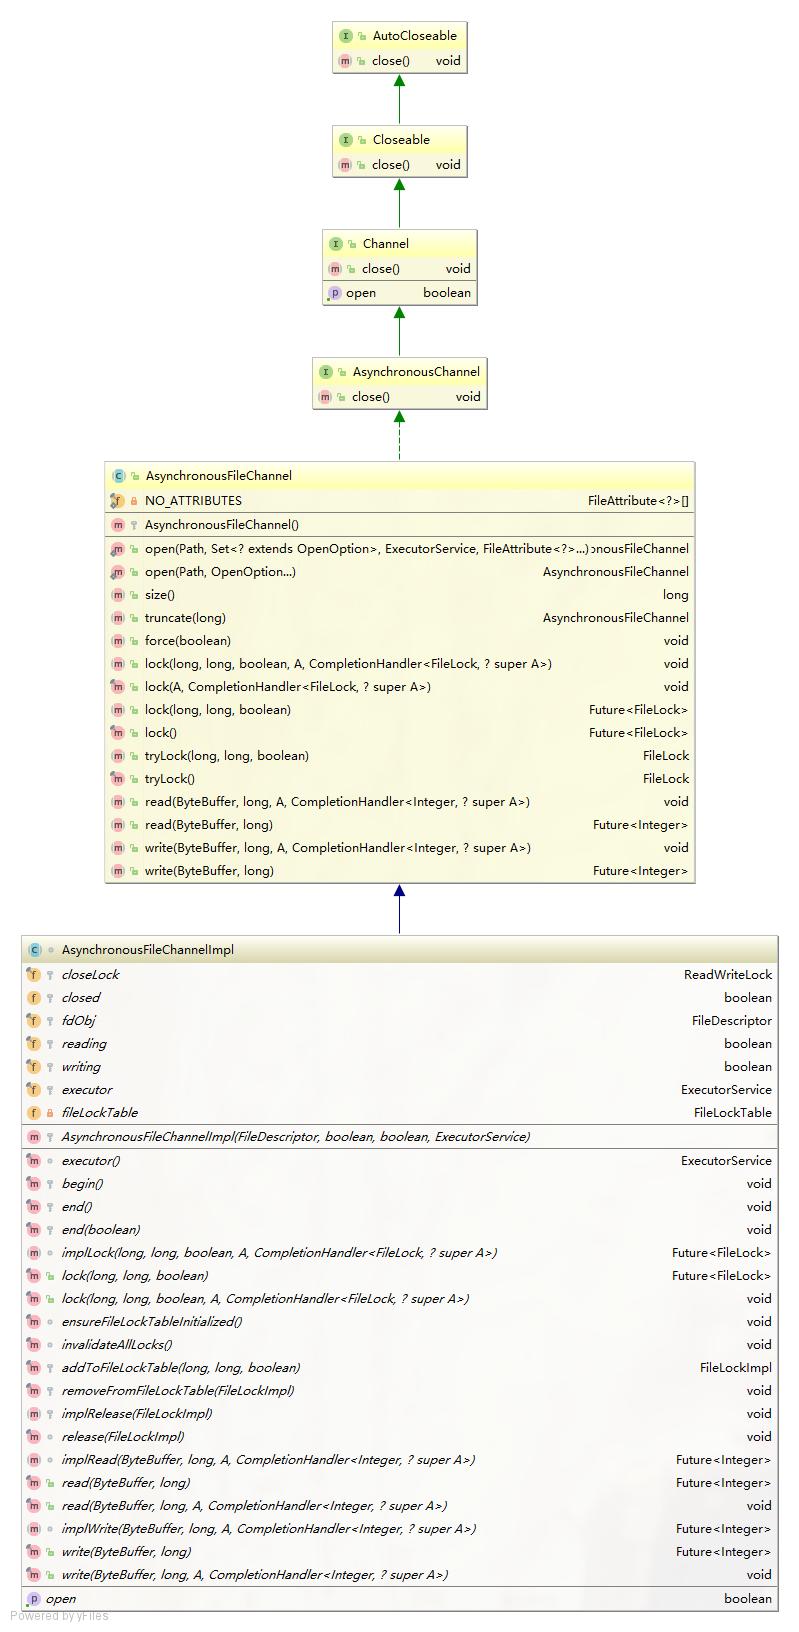 AutoCloseable
close() void
Closeable
close() void
Channel
close() void
open boolean
AsynchronousChannel
close() void
AsynchronousFileChannel
NO_ATTRIBUTES FileAttribute<?>[]
AsynchronousFileChannel()
open(Path, Set<? extends OpenOption>, ExecutorService, FileAttribute<?>...) nousFileChannel
open(Path, OpenOption...) AsynchronousFileChannel
size() long
truncate(long) AsynchronousFileChannel
force(boolean) void
lock(long, long, boolean, A, CompletionHandler<FileLock, ? super A>) void
lock(A, CompletionHandler<FileLock, ? super A>) void
lock(long, long, boolean) Future<FileLock>
lock() Future<FileLock>
tryLock(long, long, boolean) FileLock
tryLock() FileLock
read(ByteBuffer, long, A, CompletionHandler<Integer, ? super A>) void
read(ByteBuffer, long) Future<Integer>
write(ByteBuffer, long, A, CompletionHandler<Integer, ? super A>) void
write(ByteBuffer, long) Future<Integer>
AsynchronousFileChannelImpl
closeLock ReadWriteLock
closed boolean
fdObj FileDescriptor
reading boolean
writing boolean
executor ExecutorService
fileLockTable FileLockTable
AsynchronousFileChannelImpl(FileDescriptor, boolean, boolean, ExecutorService)
executor() ExecutorService
begin() void
end() void
end(boolean) void
implLock(long, long, boolean, A, CompletionHandler<FileLock, ? super A>) Future<FileLock>
lock(long, long, boolean) Future<FileLock>
lock(long, long, boolean, A, CompletionHandler<FileLock, ? super A>) void
ensureFileLockTableInitialized() void
invalidateAllLocks() void
addToFileLockTable(long, long, boolean) FileLockImpl
removeFromFileLockTable(FileLockImpl) void
implRelease(FileLockImpl) void
release(FileLockImpl) void
implRead(ByteBuffer, long, A, CompletionHandler<Integer, ? super A>) Future<Integer>
read(ByteBuffer, long) Future<Integer>
read(ByteBuffer, long, A, CompletionHandler<Integer, ? super A>) void
implWrite(ByteBuffer, long, A, CompletionHandler<Integer, ? super A>) Future<Integer>
write(ByteBuffer, long) Future<Integer>
write(ByteBuffer, long, A, CompletionHandler<Integer, ? super A>) void
open boolean
Powered by yFiles